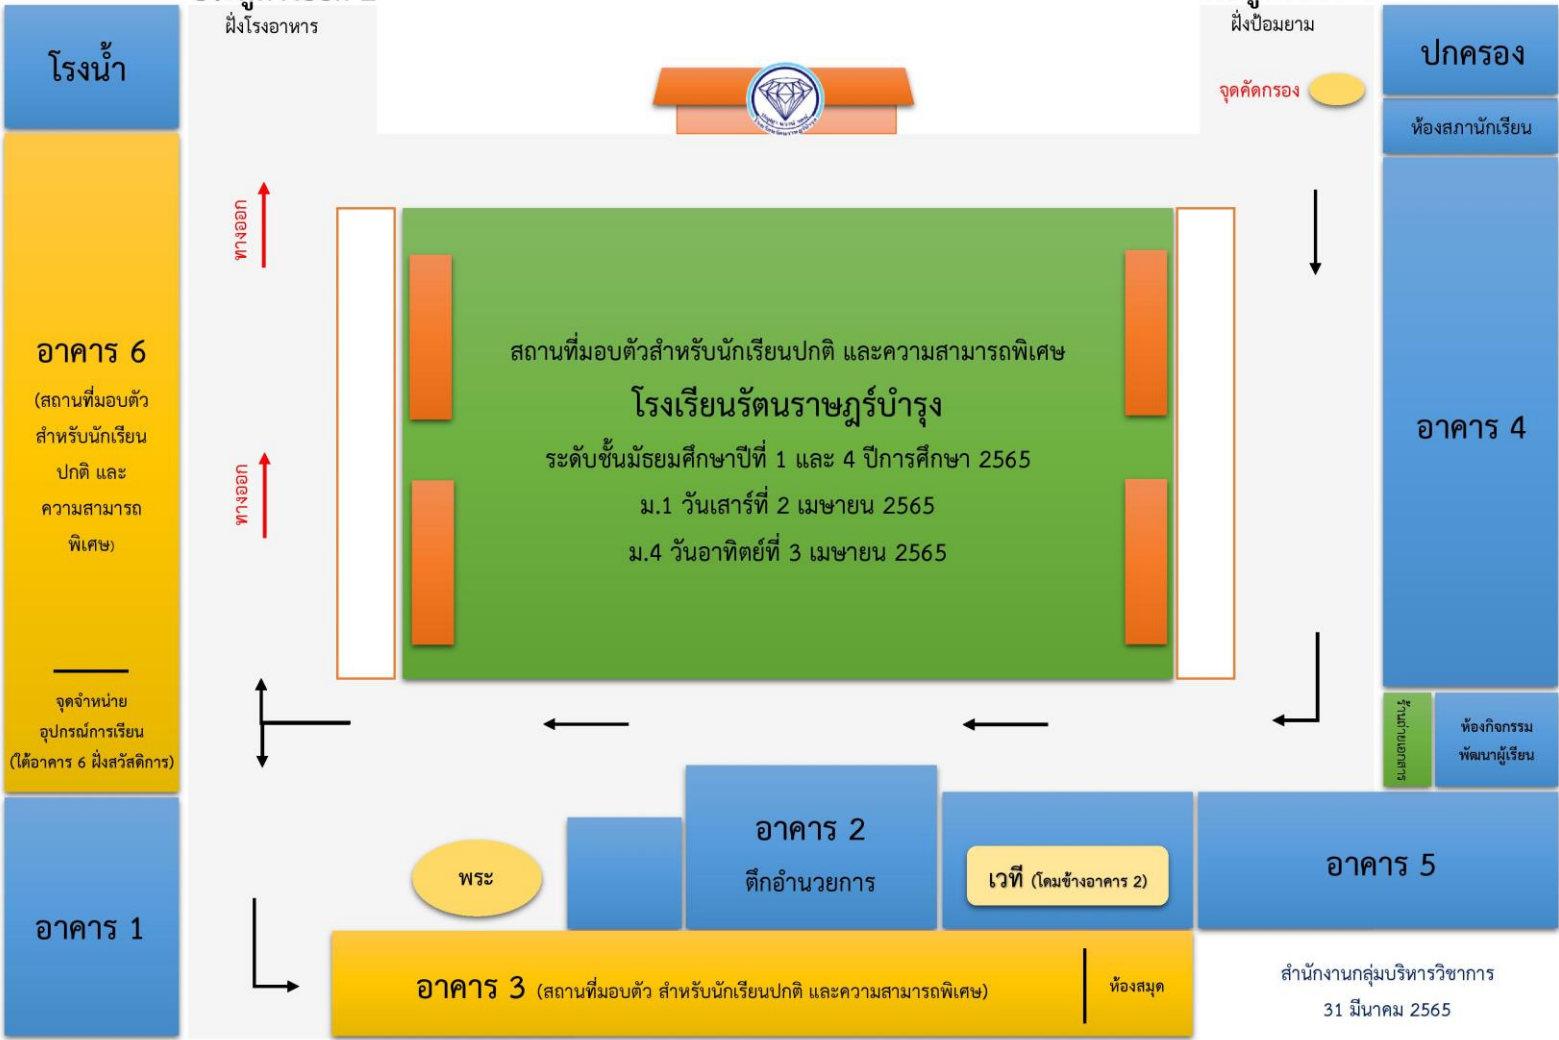 ฝั่งโรงอาหาร
ฝั่งป้อมยาม
โรงน้ำ
ปกครอง
จุดคัดกรอง
ห้องสภานักเรียน
ทางออก
อาคาร 6
(สถานที่มอบตัว
สำหรับนักเรียน
ปกติ และ
ความสามารถ
พิเศษ)
สถานที่มอบตัวสำหรับนักเรียนปกติ และความสามารถพิเศษ
โรงเรียนรัตนราษฎร์บำรุง
ระดับชั้นมัธยมศึกษาปีที่ 1 และ 4 ปีการศึกษา 2565
ม.1 วันเสาร์ที่ 2 เมษายน 2565
ม.4 วันอาทิตย์ที่ 3 เมษายน 2565
อาคาร 4
ทางออก
จุดจำหน่าย
อุปกรณ์การเรียน
(ใต้อาคาร 6 ฝั่งสวัสดิการ)
ร้านถ่ายเอกสาร
ห้องกิจกรรม
พัฒนาผู้เรียน
อาคาร 2
ตึกอำนวยการ
พระ
เวที (โดมข้างอาคาร 2)
อาคาร 5
อาคาร 1
อาคาร 3 (สถานที่มอบตัว สำหรับนักเรียนปกติ และความสามารถพิเศษ)
ห้องสมุด
สำนักงานกลุ่มบริหารวิชาการ
31 มีนาคม 2565